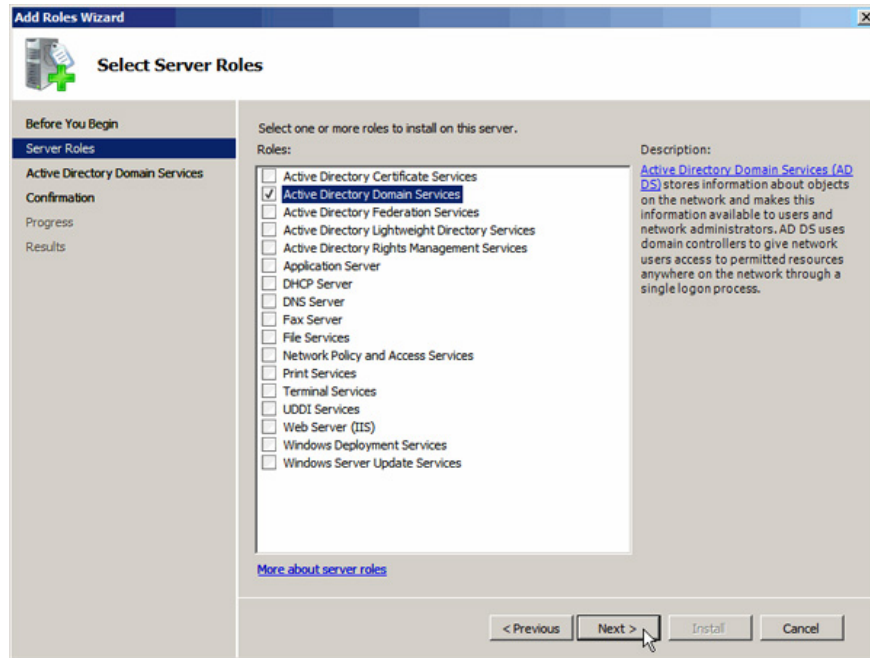 Add Roles Wizard
Select Server Roles
Before You Begin
Server Roles
Active Directory Domain Services
Confirmation
Progress
Results
Select one or more roles to install on this server.
Roles:
Active Directory Certificate Services
Active Directory Domain Services
Active Directory Federation Services
Active Directory Lightweight Directory Services
Active Directory Rights Management Services
Application Server
DHCP Server
DNS Server
Fax Server
File Services
Network Policy and Access Services
Print Services
Terminal Services
UDDI Services
Web Server (IIS)
Windows Deployment Services
Windows Server Update Services
More about server roles
Description:
Active Directory Domain Services (AD
DS) stores information about objects
on the network and makes this
information available to users and
network administrators. AD DS uses
domain controllers to give network
users access to permitted resources
anywhere on the network through a
single logon process.
< Previous
Next >
Install
Cancel